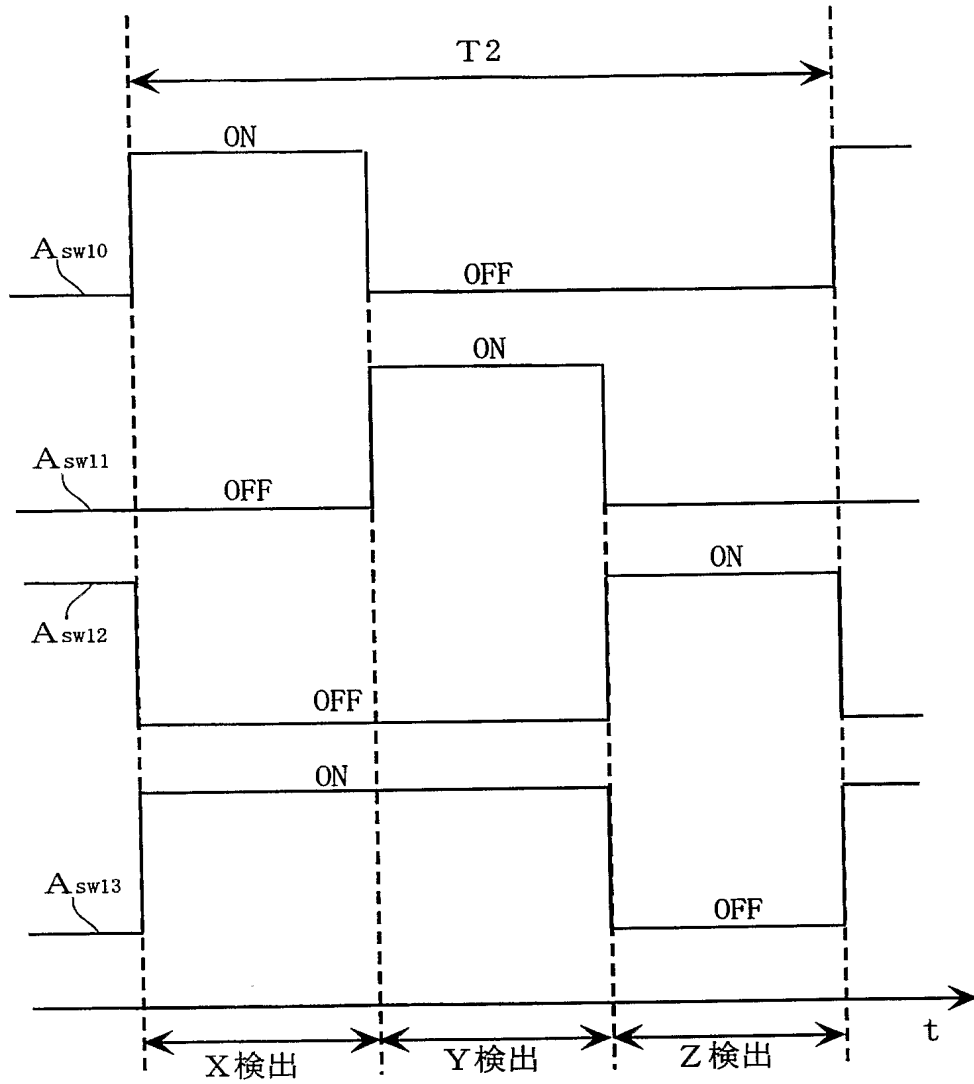 T2
ON
Asw10
OFF
ON
Asw11
OFF
ON
Asw12
OFF
ON
Asw13
OFF
t
X検出
Y検出
Z検出